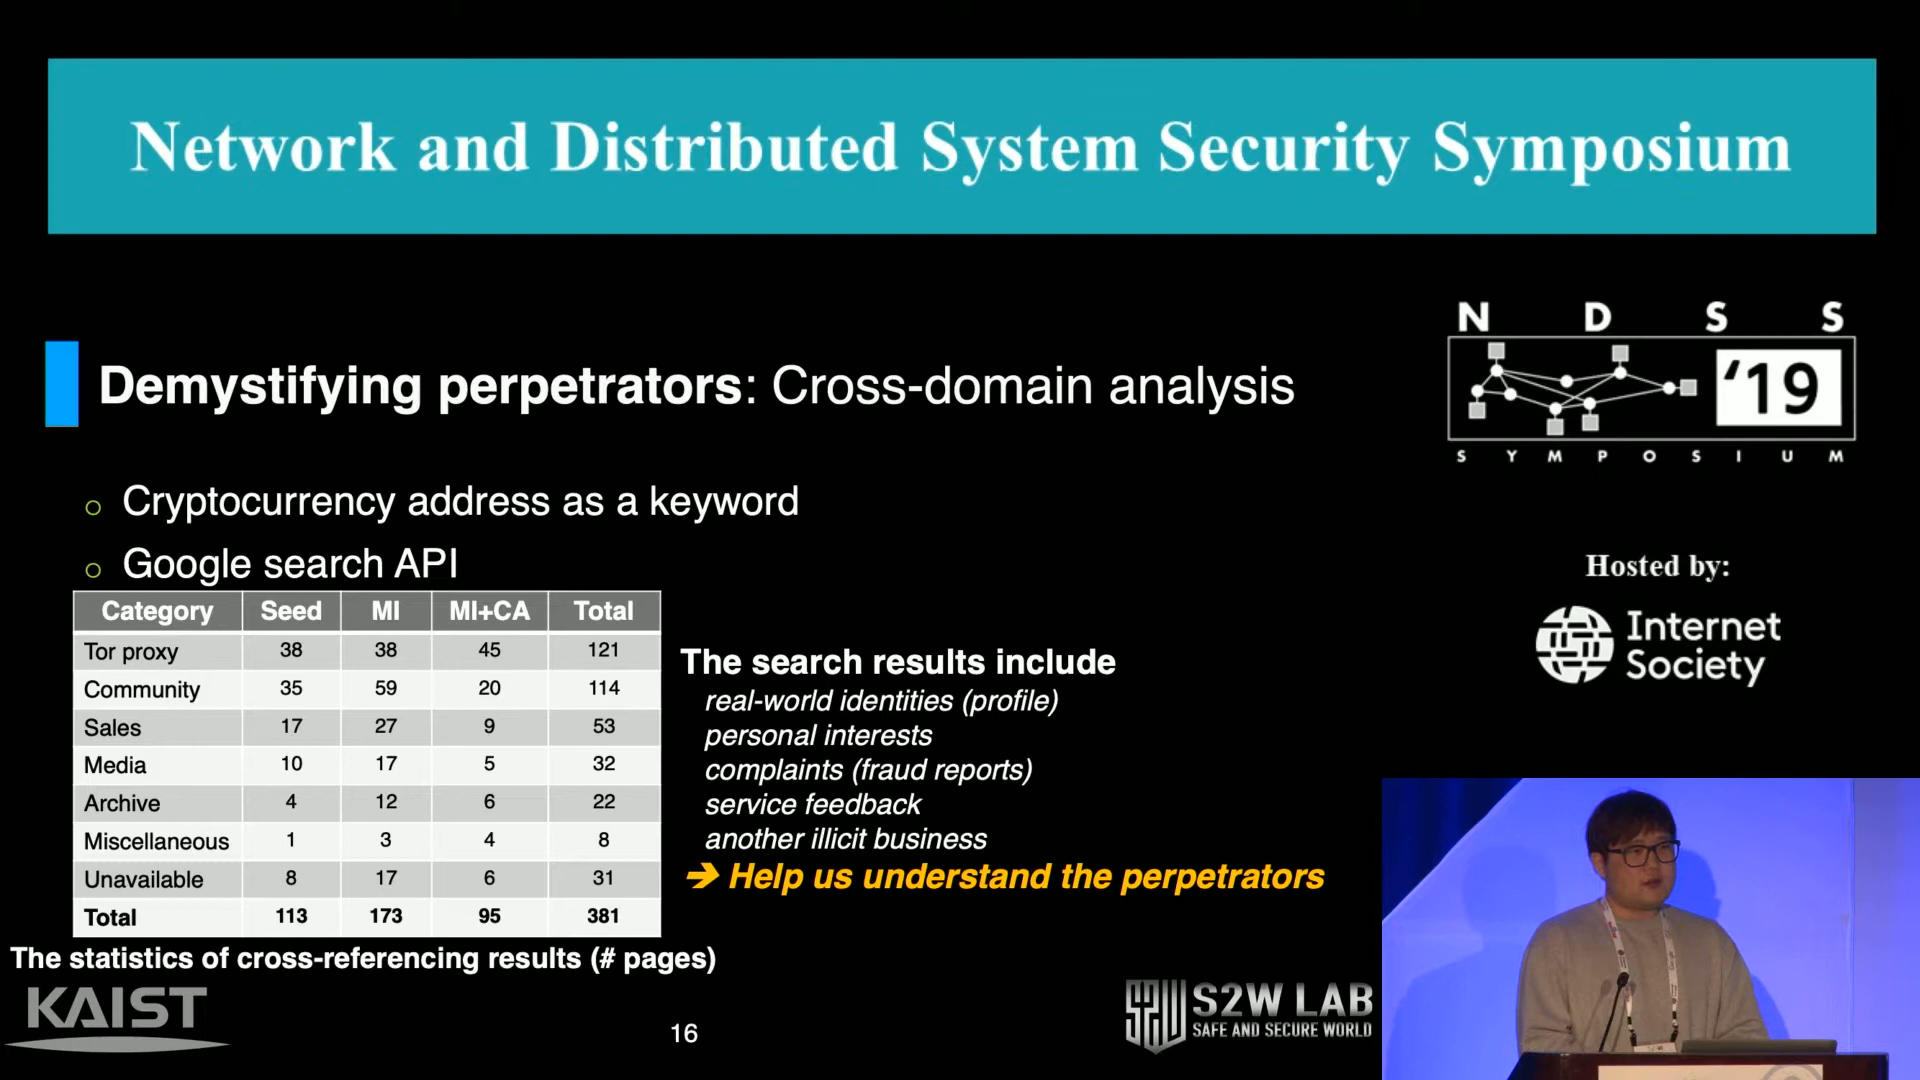 Network and Distributed System Security Symposium
N D S S
'19
S Y M P O S I U M
Demystifying perpetrators: Cross-domain analysis
Cryptocurrency address as a keyword
Google search API
Hosted by:
Internet
Society
Category Seed MI MI+CA Total
Tor proxy 38 38 45 121
Community 35 59 20 114
Sales 17 27 9 53
Media 10 17 5 32
Archive 4 12 6 22
Miscellaneous 1 3 4 8
Unavailable 8 17 6 31
Total 113 173 95 381
The statistics of cross-referencing results (# pages)
The search results include
real-world identities (profile)
personal interests
complaints (fraud reports)
service feedback
another illicit business
➔ Help us understand the perpetrators
KAIST
16
S2W LAB
SAFE AND SECURE WORLD